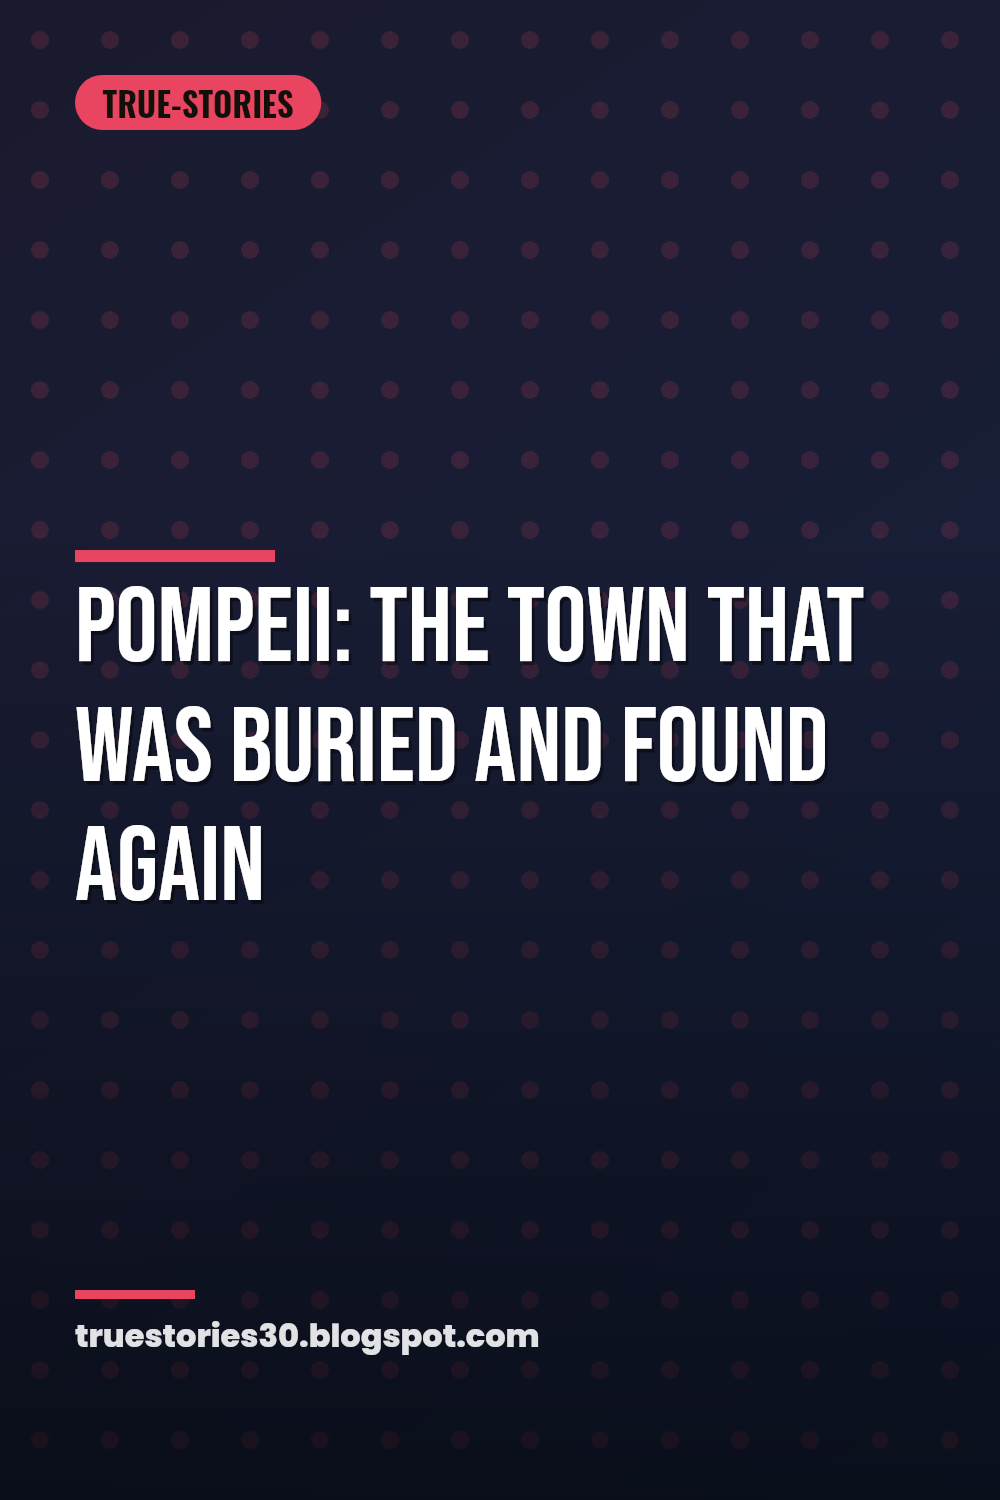 TRUE-STORIES
POMPEII: THE TOWN THAT
WAS BURIED AND FOUND
AGAIN
truestories30.blogspot.com